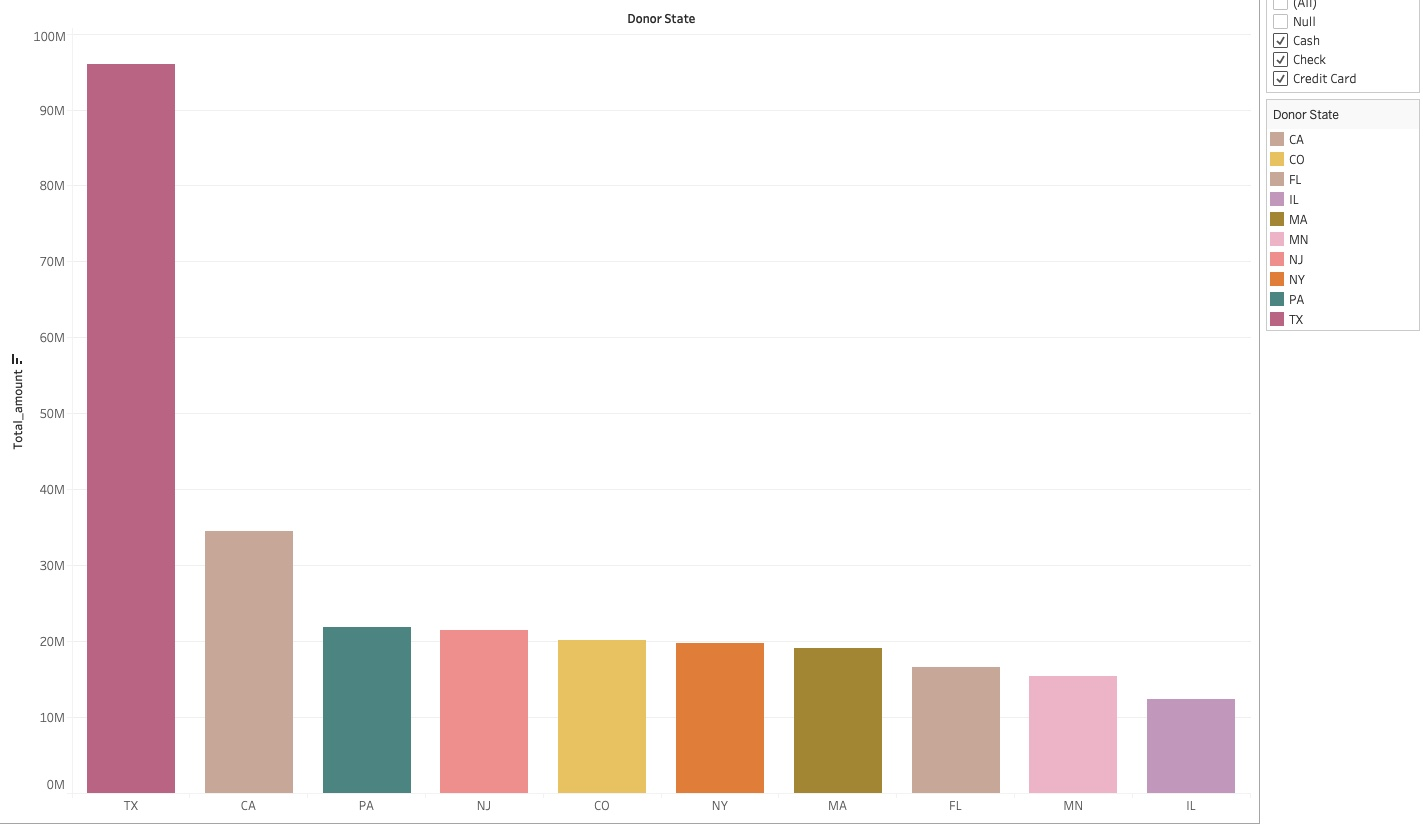 Donor State
100M
90M
80M
70M
60M
50M
40M
30M
20M
10M
0M
Total_amount
TX CA PA NJ CO NY MA FL MN IL
(All)
Null
Cash
Check
Credit Card
Donor State
CA
CO
FL
IL
MA
MN
NJ
NY
PA
TX